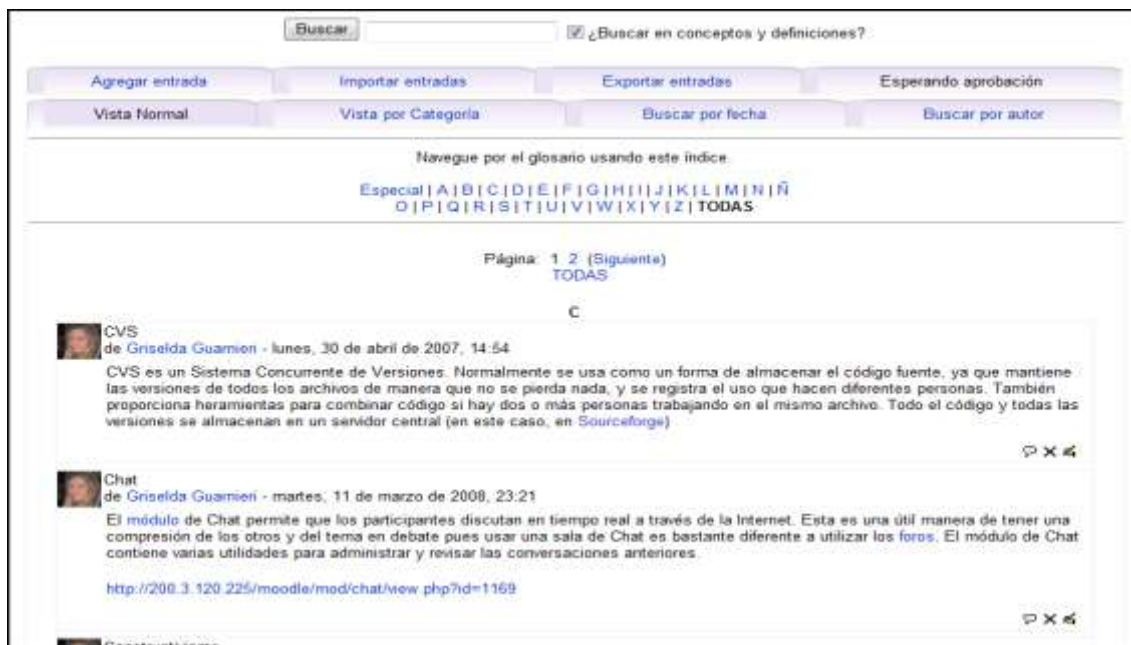 Buscar ¿Buscar en conceptos y definiciones?
Agregar entrada Importar entradas Exportar entradas Esperando aprobación
Vista Normal Vista por Categoría Buscar por fecha Buscar por autor
Navegue por el glosario usando este índice.
Especial | A | B | C | D | E | F | G | H | I | J | K | L | M | N | Ñ
O | P | Q | R | S | T | U | V | W | X | Y | Z | TODAS
Página: 1 2 (Siguiente)
TODAS
C
CVS
de Griselda Guarnieri - lunes, 30 de abril de 2007, 14:54
CVS es un Sistema Concurrente de Versiones. Normalmente se usa como un forma de almacenar el código fuente, ya que mantiene
las versiones de todos los archivos de manera que no se pierda nada, y se registra el uso que hacen diferentes personas. También
proporciona heramientas para combinar código si hay dos o más personas trabajando en el mismo archivo. Todo el código y todas las
versiones se almacenan en un servidor central (en este caso, en Sourceforge)
Chat
de Griselda Guarnieri - martes, 11 de marzo de 2008, 23:21
El módulo de Chat permite que los participantes discutan en tiempo real a través de la Internet. Esta es una útil manera de tener una
compresión de los otros y del tema en debate pues usar una sala de Chat es bastante diferente a utilizar los foros. El módulo de Chat
contiene varias utilidades para administrar y revisar las conversaciones anteriores.
http://200.3.120.225/moodle/mod/chat/view.php?id=1169